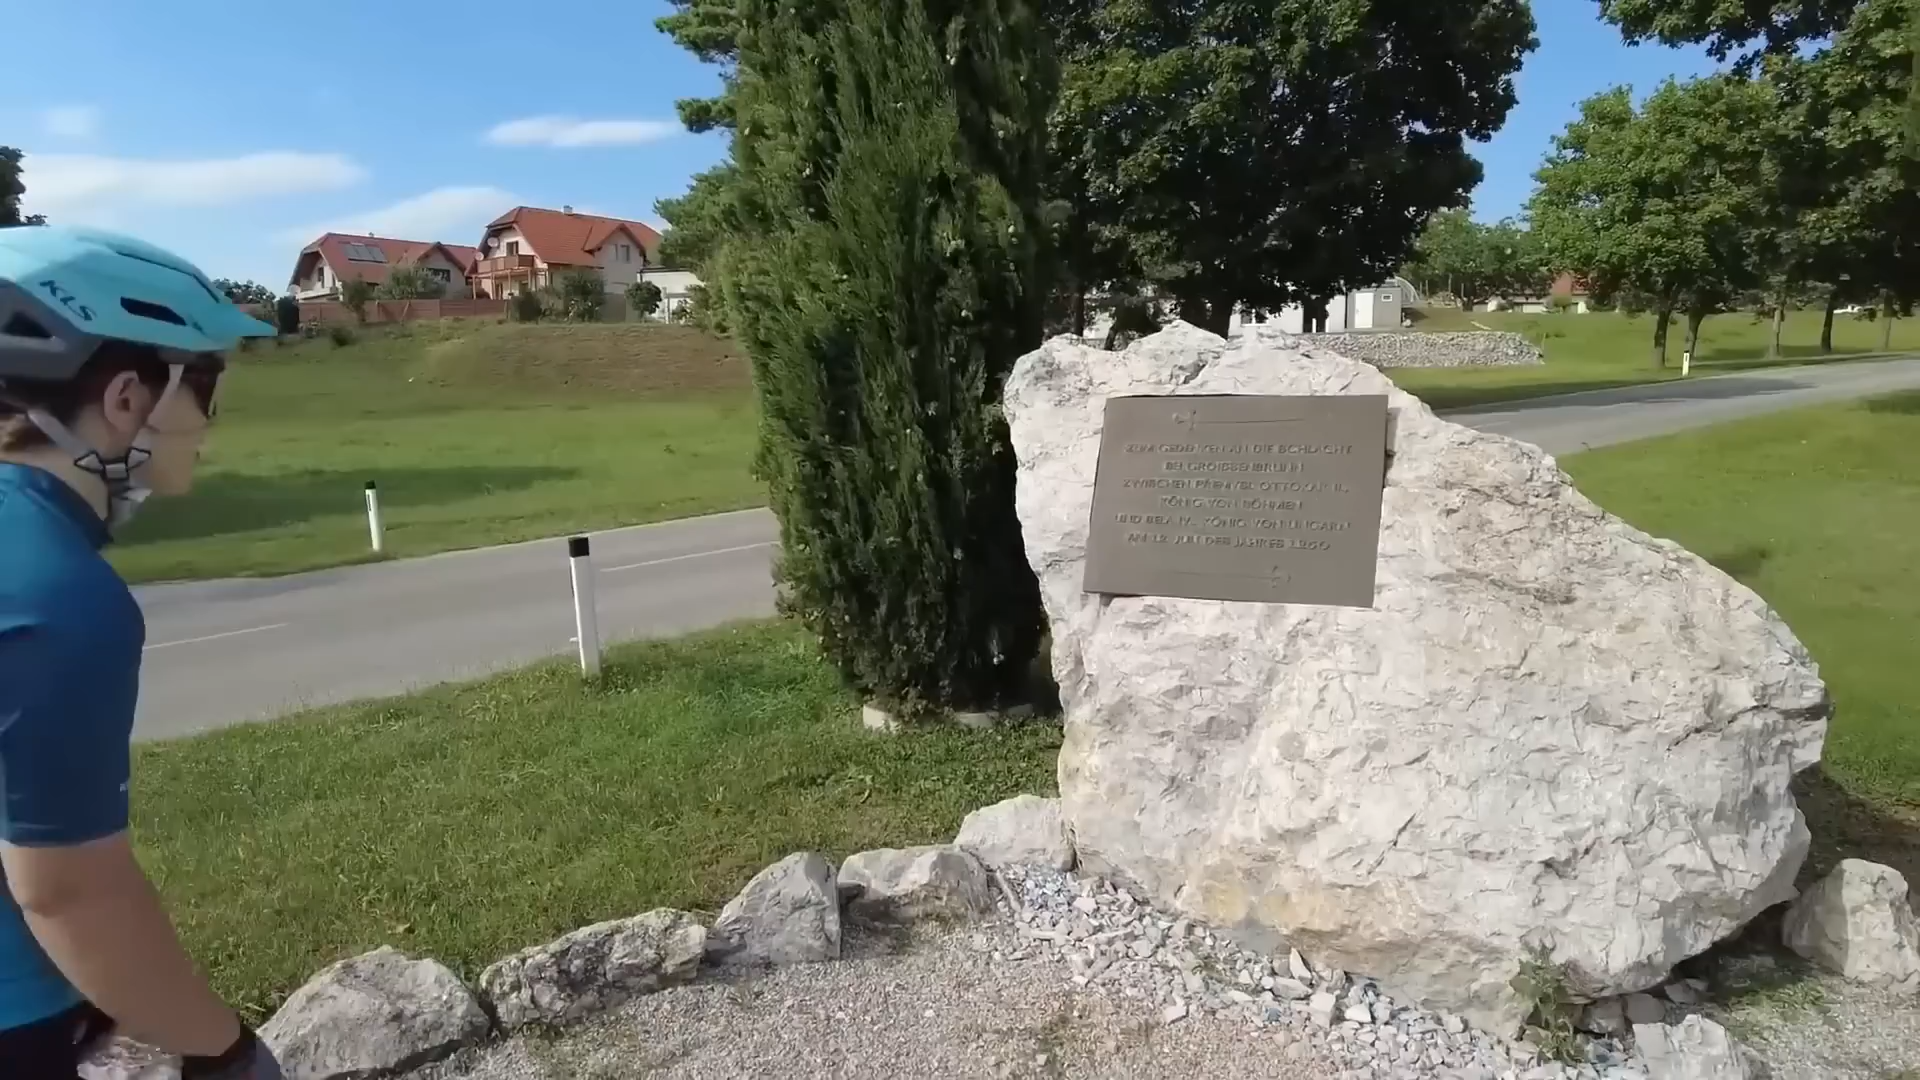 KLS
ZUM GEDENKEN AN DIE SCHLACHT
BEI GROISSENBRUNN
ZWISCHEN PŘEMYSL OTTOKAR II.,
KÖNIG VON BÖHMEN
UND BELA IV., KÖNIG VON UNGARN
AM 12. JULI DES JAHRES 1260